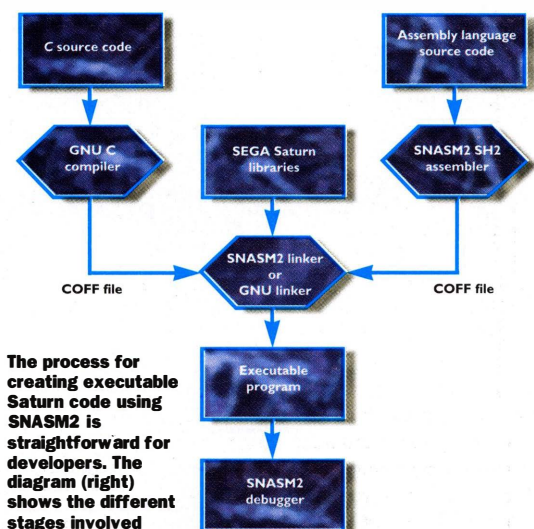 C source code
Assembly language
source code
GNU C
compiler
SEGA Saturn
libraries
SNASM2 SH2
assembler
SNASM2 linker
or
GNU linker
COFF file
COFF file
Executable
program
SNASM2
debugger
The process for
creating executable
Saturn code using
SNASM2 is
straightforward for
developers. The
diagram (right)
shows the different
stages involved